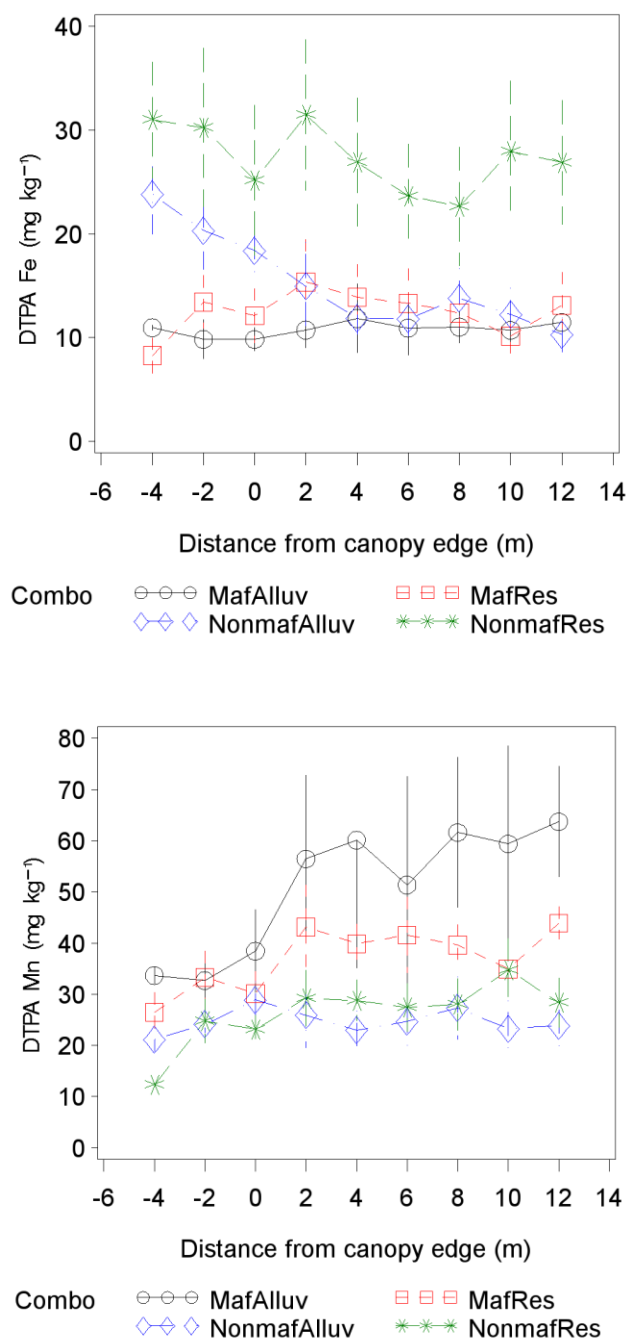 40
30
20
10
0
DTPA Fe (mg kg⁻¹)
-6 -4 -2 0 2 4 6 8 10 12 14
Distance from canopy edge (m)
Combo MafAlluv MafRes
NonmafAlluv NonmafRes
80
70
60
50
40
30
20
10
0
DTPA Mn (mg kg⁻¹)
-6 -4 -2 0 2 4 6 8 10 12 14
Distance from canopy edge (m)
Combo MafAlluv MafRes
NonmafAlluv NonmafRes